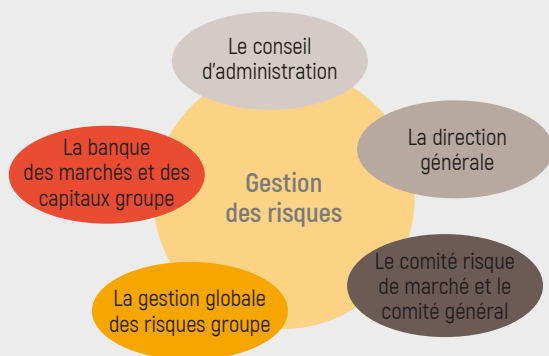 Le conseil
d'administration
La direction
générale
Le comité risque
de marché et le
comité général
La gestion globale
des risques groupe
La banque
des marchés et des
capitaux groupe
Gestion
des risques